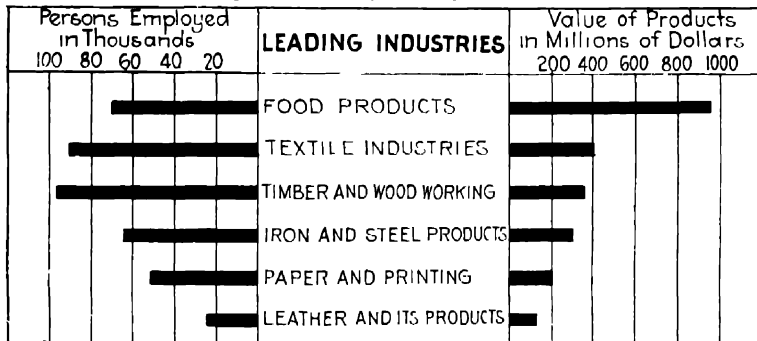 Persons Employed
in Thousands
100 80 60 40 20
LEADING INDUSTRIES
Value of Products
in Millions of Dollars
200 400 600 800 1000
FOOD PRODUCTS
TEXTILE INDUSTRIES
TIMBER AND WOOD WORKING
IRON AND STEEL PRODUCTS
PAPER AND PRINTING
LEATHER AND ITS PRODUCTS